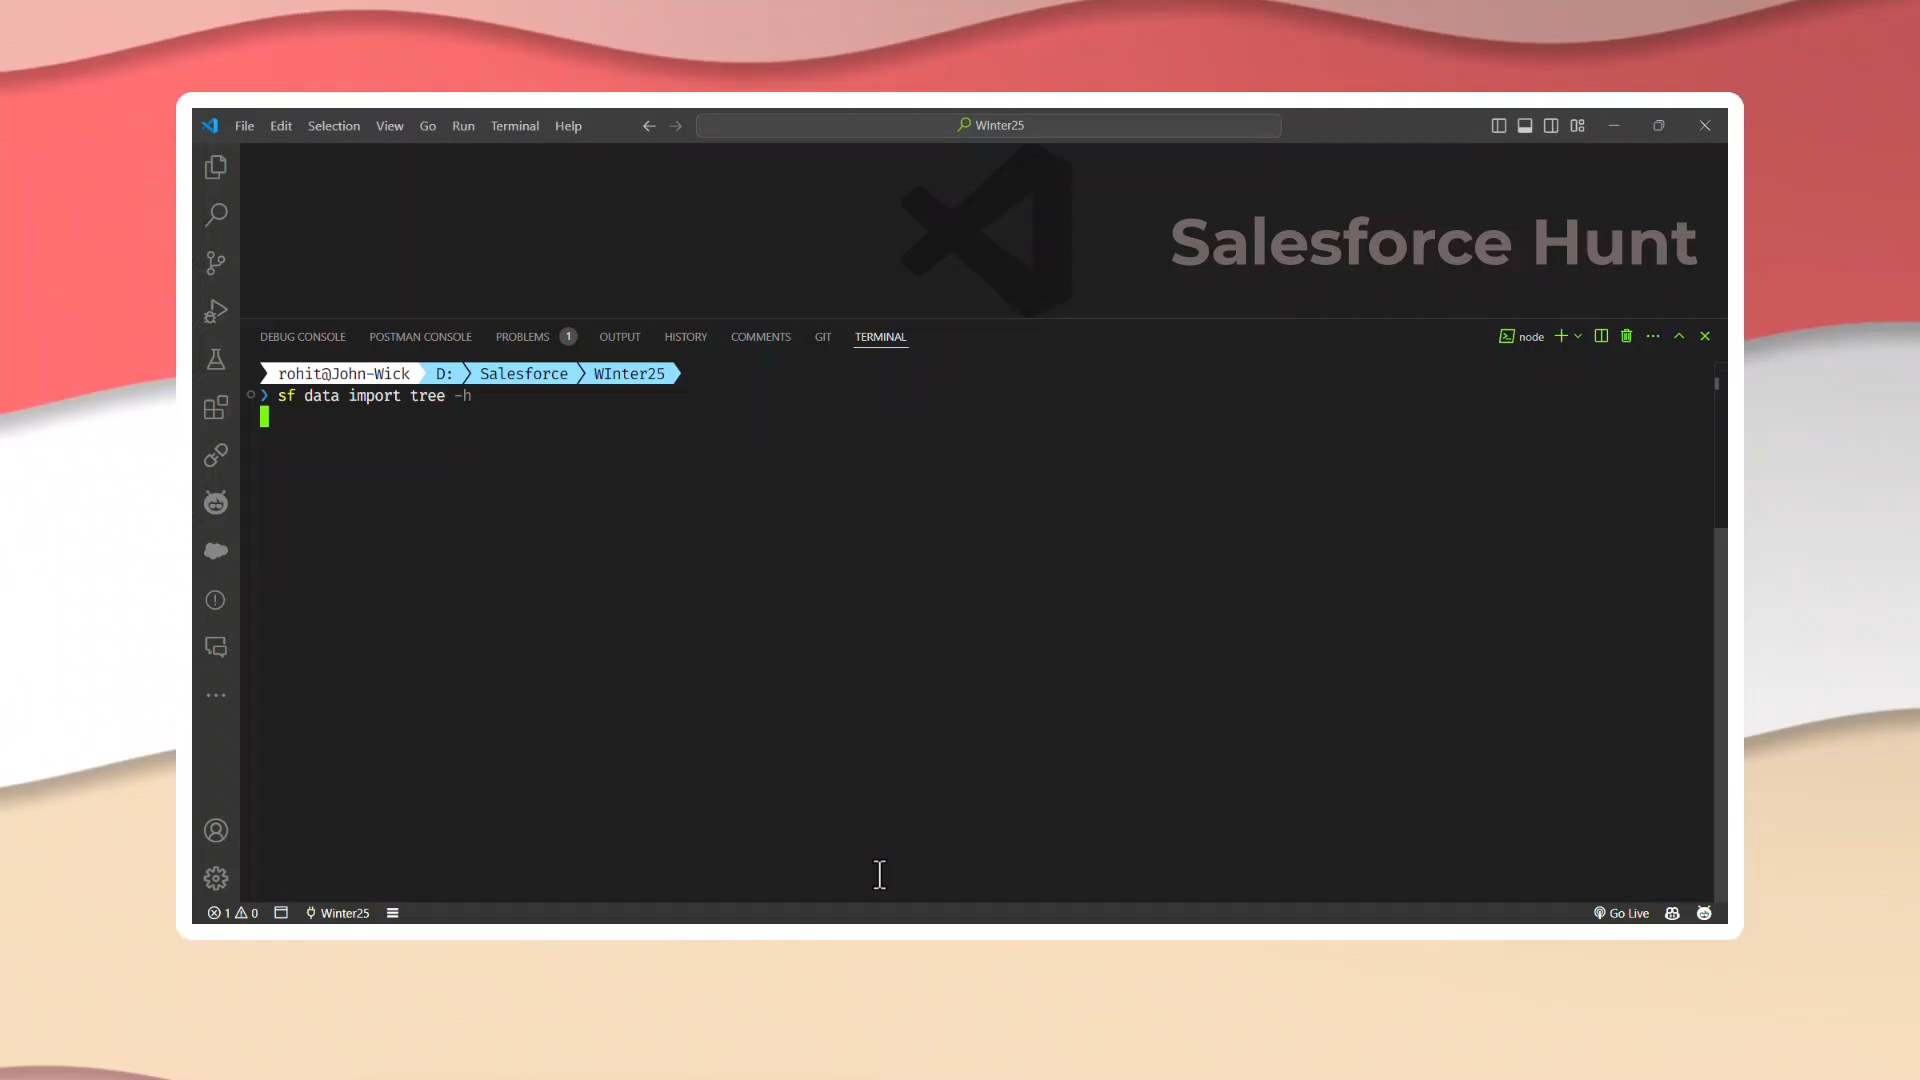 File Edit Selection View Go Run Terminal Help
WInter25
Salesforce Hunt
DEBUG CONSOLE POSTMAN CONSOLE PROBLEMS 1 OUTPUT HISTORY COMMENTS GIT TERMINAL
node
rohit@John-Wick D: Salesforce WInter25
sf data import tree -h
1 0 Winter25
Go Live